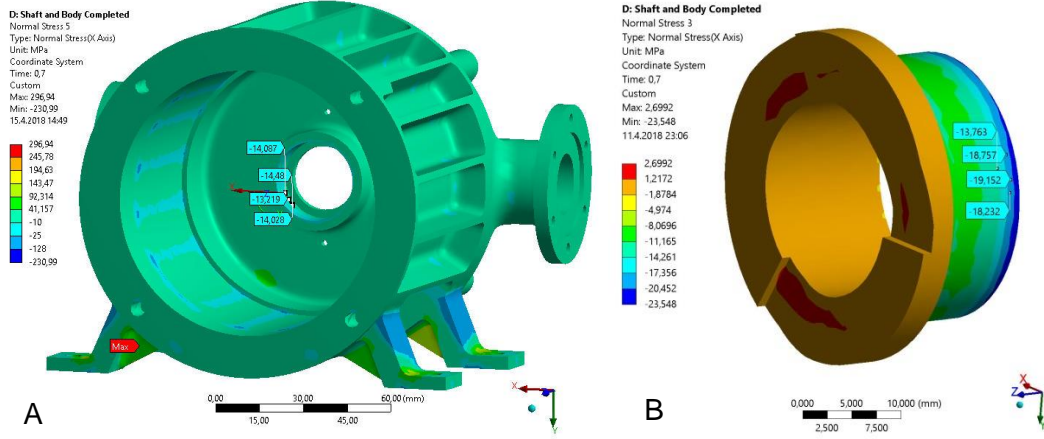 D: Shaft and Body Completed
Normal Stress 5
Type: Normal Stress(X Axis)
Unit: MPa
Coordinate System
Time: 0,7
Custom
Max: 296,94
Min: -230,99
15.4.2018 14:49
296,94
245,78
194,63
143,47
92,314
41,157
-10
-25
-128
-230,99
-14,087
-14,48
-13,219
-14,028
X
Max
0,00 30,00 60,00 (mm)
15,00 45,00
X
Y
A
D: Shaft and Body Completed
Normal Stress 3
Type: Normal Stress(X Axis)
Unit: MPa
Coordinate System
Time: 0,7
Custom
Max: 2,6992
Min: -23,548
11.4.2018 23:06
2,6992
1,2172
-1,8784
-4,974
-8,0696
-11,165
-14,261
-17,356
-20,452
-23,548
-13,763
-18,757
-19,152
-18,232
0,000 5,000 10,000 (mm)
2,500 7,500
X
Z
Y
B